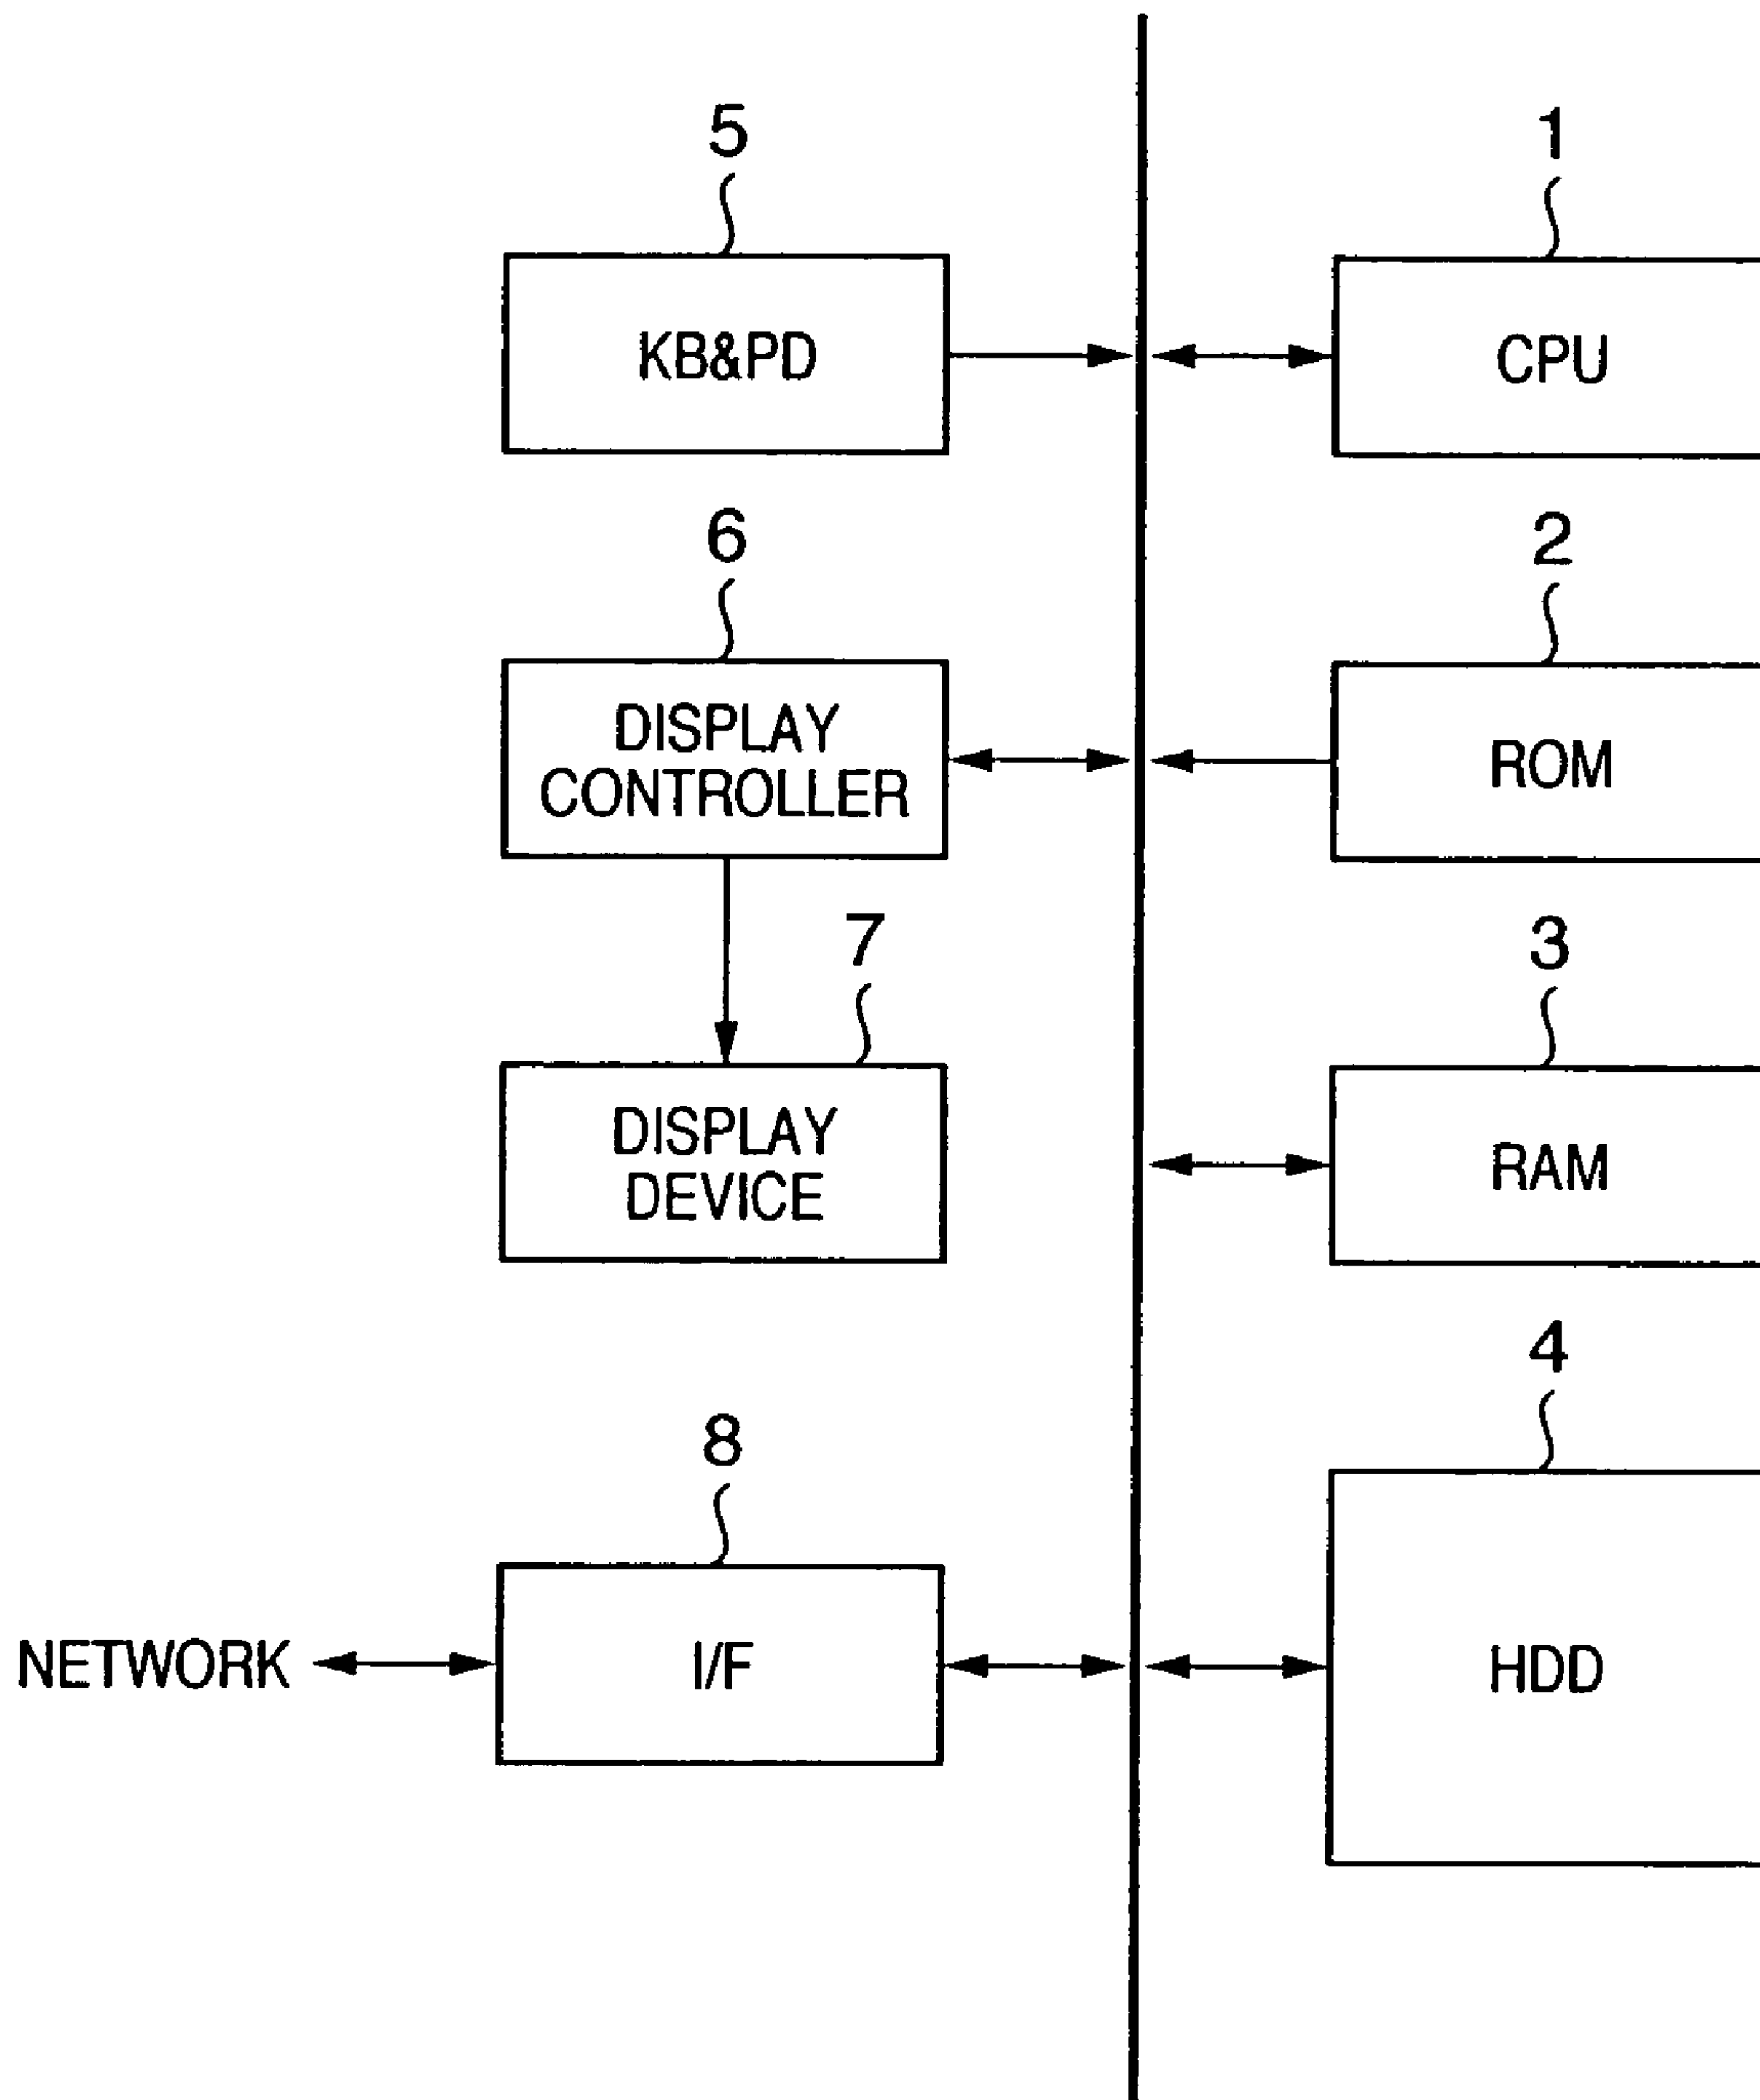 5
1
KB&PD
CPU
6
2
DISPLAY
CONTROLLER
ROM
7
3
DISPLAY
DEVICE
RAM
4
8
NETWORK
I/F
HDD